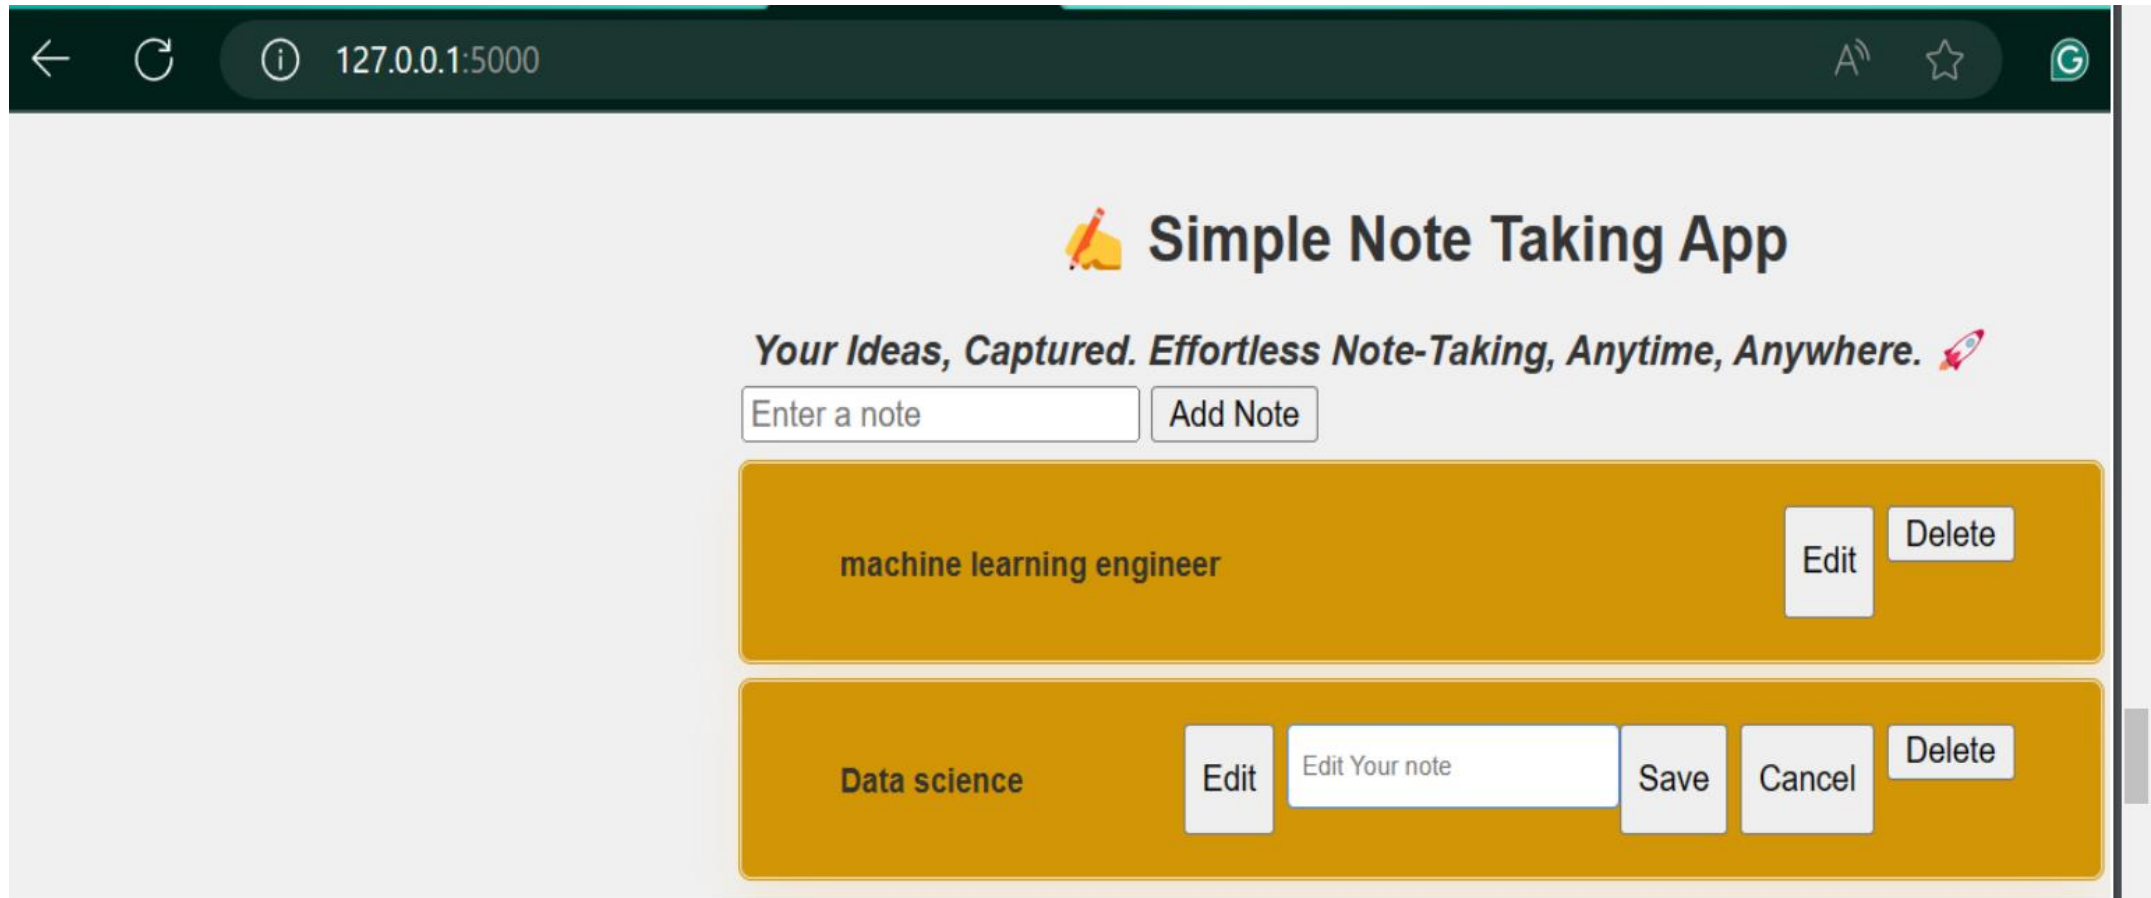 127.0.0.1:5000
✍ Simple Note Taking App
Your Ideas, Captured. Effortless Note-Taking, Anytime, Anywhere. 🚀
Enter a note Add Note
machine learning engineer Edit Delete
Data science Edit Edit Your note Save Cancel Delete